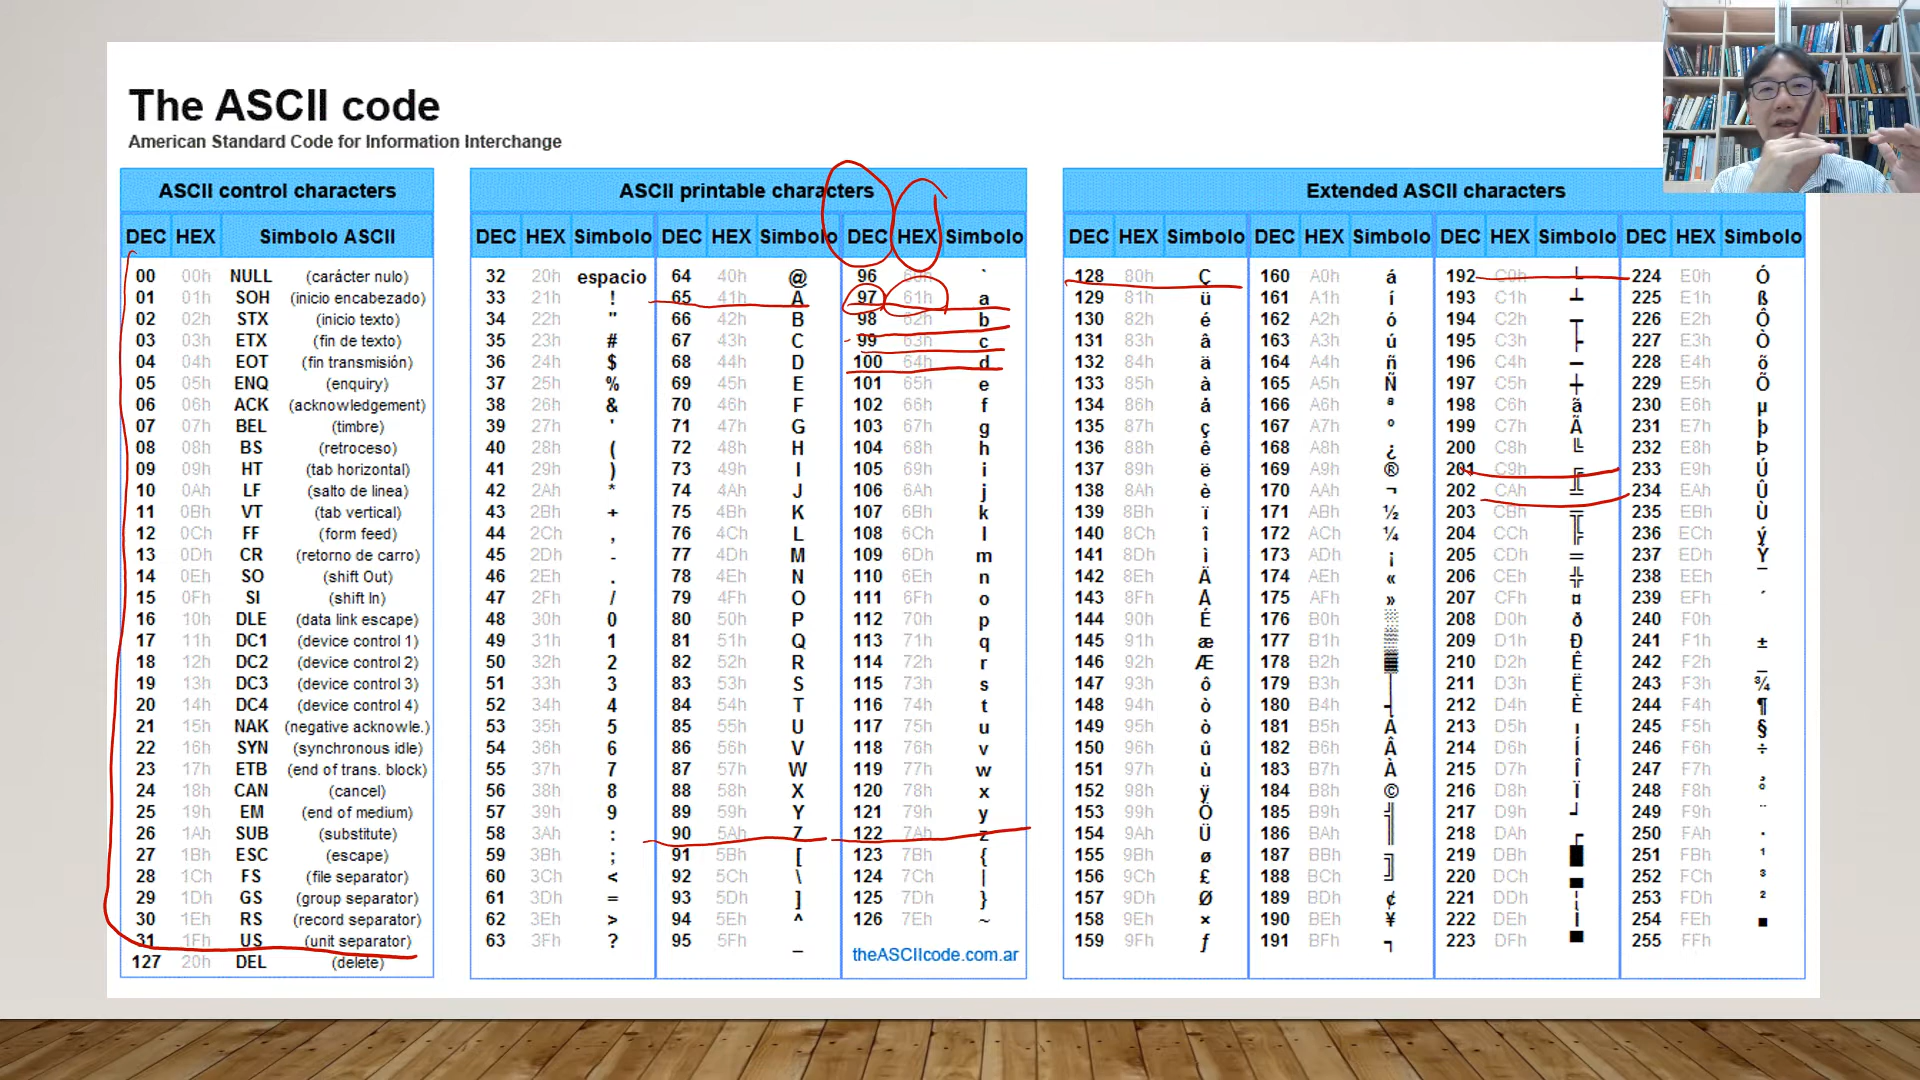 The ASCII code
American Standard Code for Information Interchange
ASCII control characters
DEC HEX Simbolo ASCII
00 00h NULL (carácter nulo)
01 01h SOH (inicio encabezado)
02 02h STX (inicio texto)
03 03h ETX (fin de texto)
04 04h EOT (fin transmisión)
05 05h ENQ (enquiry)
06 06h ACK (acknowledgement)
07 07h BEL (timbre)
08 08h BS (retroceso)
09 09h HT (tab horizontal)
10 0Ah LF (salto de linea)
11 0Bh VT (tab vertical)
12 0Ch FF (form feed)
13 0Dh CR (retorno de carro)
14 0Eh SO (shift Out)
15 0Fh SI (shift In)
16 10h DLE (data link escape)
17 11h DC1 (device control 1)
18 12h DC2 (device control 2)
19 13h DC3 (device control 3)
20 14h DC4 (device control 4)
21 15h NAK (negative acknowle.)
22 16h SYN (synchronous idle)
23 17h ETB (end of trans. block)
24 18h CAN (cancel)
25 19h EM (end of medium)
26 1Ah SUB (substitute)
27 1Bh ESC (escape)
28 1Ch FS (file separator)
29 1Dh GS (group separator)
30 1Eh RS (record separator)
31 1Fh US (unit separator)
127 20h DEL (delete)
ASCII printable characters
DEC HEX Simbolo DEC HEX Simbolo DEC HEX Simbolo
32 20h espacio 64 40h @ 96 60h `
33 21h ! 65 41h A 97 61h a
34 22h " 66 42h B 98 62h b
35 23h # 67 43h C 99 63h c
36 24h $ 68 44h D 100 64h d
37 25h % 69 45h E 101 65h e
38 26h & 70 46h F 102 66h f
39 27h ' 71 47h G 103 67h g
40 28h ( 72 48h H 104 68h h
41 29h ) 73 49h I 105 69h i
42 2Ah * 74 4Ah J 106 6Ah j
43 2Bh + 75 4Bh K 107 6Bh k
44 2Ch , 76 4Ch L 108 6Ch l
45 2Dh - 77 4Dh M 109 6Dh m
46 2Eh . 78 4Eh N 110 6Eh n
47 2Fh / 79 4Fh O 111 6Fh o
48 30h 0 80 50h P 112 70h p
49 31h 1 81 51h Q 113 71h q
50 32h 2 82 52h R 114 72h r
51 33h 3 83 53h S 115 73h s
52 34h 4 84 54h T 116 74h t
53 35h 5 85 55h U 117 75h u
54 36h 6 86 56h V 118 76h v
55 37h 7 87 57h W 119 77h w
56 38h 8 88 58h X 120 78h x
57 39h 9 89 59h Y 121 79h y
58 3Ah : 90 5Ah Z 122 7Ah z
59 3Bh ; 91 5Bh [ 123 7Bh {
60 3Ch < 92 5Ch \ 124 7Ch |
61 3Dh = 93 5Dh ] 125 7Dh }
62 3Eh > 94 5Eh ^ 126 7Eh ~
63 3Fh ? 95 5Fh _
theASCIIcode.com.ar
Extended ASCII characters
DEC HEX Simbolo DEC HEX Simbolo DEC HEX Simbolo DEC HEX Simbolo
128 80h Ç 160 A0h á 192 C0h └ 224 E0h Ó
129 81h ü 161 A1h í 193 C1h ┴ 225 E1h ß
130 82h é 162 A2h ó 194 C2h ┬ 226 E2h Ô
131 83h â 163 A3h ú 195 C3h ├ 227 E3h Ò
132 84h ä 164 A4h ñ 196 C4h ─ 228 E4h õ
133 85h à 165 A5h Ñ 197 C5h ┼ 229 E5h Õ
134 86h å 166 A6h ª 198 C6h ã 230 E6h µ
135 87h ç 167 A7h º 199 C7h Ã 231 E7h þ
136 88h ê 168 A8h ¿ 200 C8h ╚ 232 E8h Þ
137 89h ë 169 A9h ® 201 C9h ╔ 233 E9h Ú
138 8Ah è 170 AAh ¬ 202 CAh ╩ 234 EAh Û
139 8Bh ï 171 ABh ½ 203 CBh ╦ 235 EBh Ù
140 8Ch î 172 ACh ¼ 204 CCh ╠ 236 ECh ý
141 8Dh ì 173 ADh ¡ 205 CDh ═ 237 EDh Ý
142 8Eh Ä 174 AEh « 206 CEh ╬ 238 EEh ¯
143 8Fh Å 175 AFh » 207 CFh ¤ 239 EFh ´
144 90h É 176 B0h ░ 208 D0h ð 240 F0h
145 91h æ 177 B1h ▒ 209 D1h Đ 241 F1h ±
146 92h Æ 178 B2h ▓ 210 D2h Ê 242 F2h _
147 93h ô 179 B3h │ 211 D3h Ë 243 F3h ¾
148 94h ò 180 B4h ┤ 212 D4h È 244 F4h ¶
149 95h ò 181 B5h Á 213 D5h ı 245 F5h §
150 96h û 182 B6h Â 214 D6h Í 246 F6h ÷
151 97h ù 183 B7h À 215 D7h Î 247 F7h ¸
152 98h ÿ 184 B8h © 216 D8h Ï 248 F8h °
153 99h Ö 185 B9h ╣ 217 D9h ┘ 249 F9h ¨
154 9Ah Ü 186 BAh ║ 218 DAh ┌ 250 FAh ·
155 9Bh ø 187 BBh ╗ 219 DBh █ 251 FBh ¹
156 9Ch £ 188 BCh ╝ 220 DCh ▄ 252 FCh ³
157 9Dh Ø 189 BDh ¢ 221 DDh ¦ 253 FDh ²
158 9Eh × 190 BEh ¥ 222 DEh Ì 254 FEh ■
159 9Fh ƒ 191 BFh ┐ 223 DFh ▀ 255 FFh